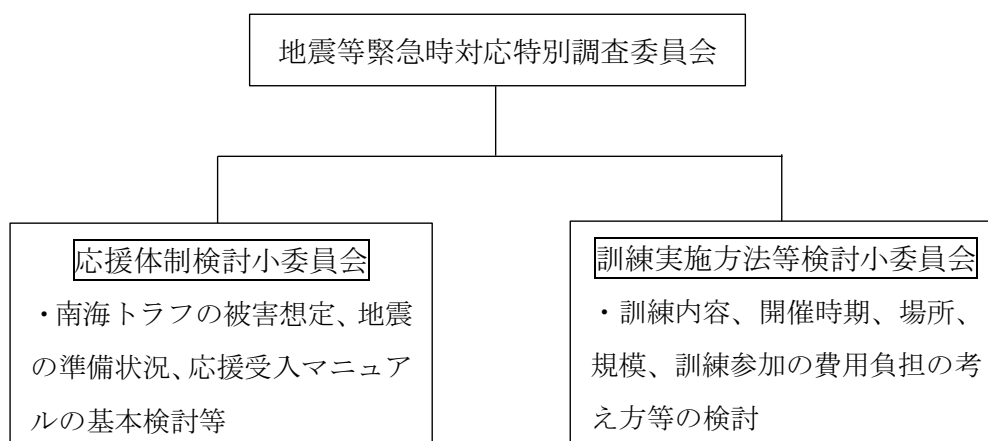 地震等緊急時対応特別調査委員会
応援体制検討小委員会
・南海トラフの被害想定、地震
の準備状況、応援受入マニュア
ルの基本検討等
訓練実施方法等検討小委員会
・訓練内容、開催時期、場所、
規模、訓練参加の費用負担の考
え方等の検討